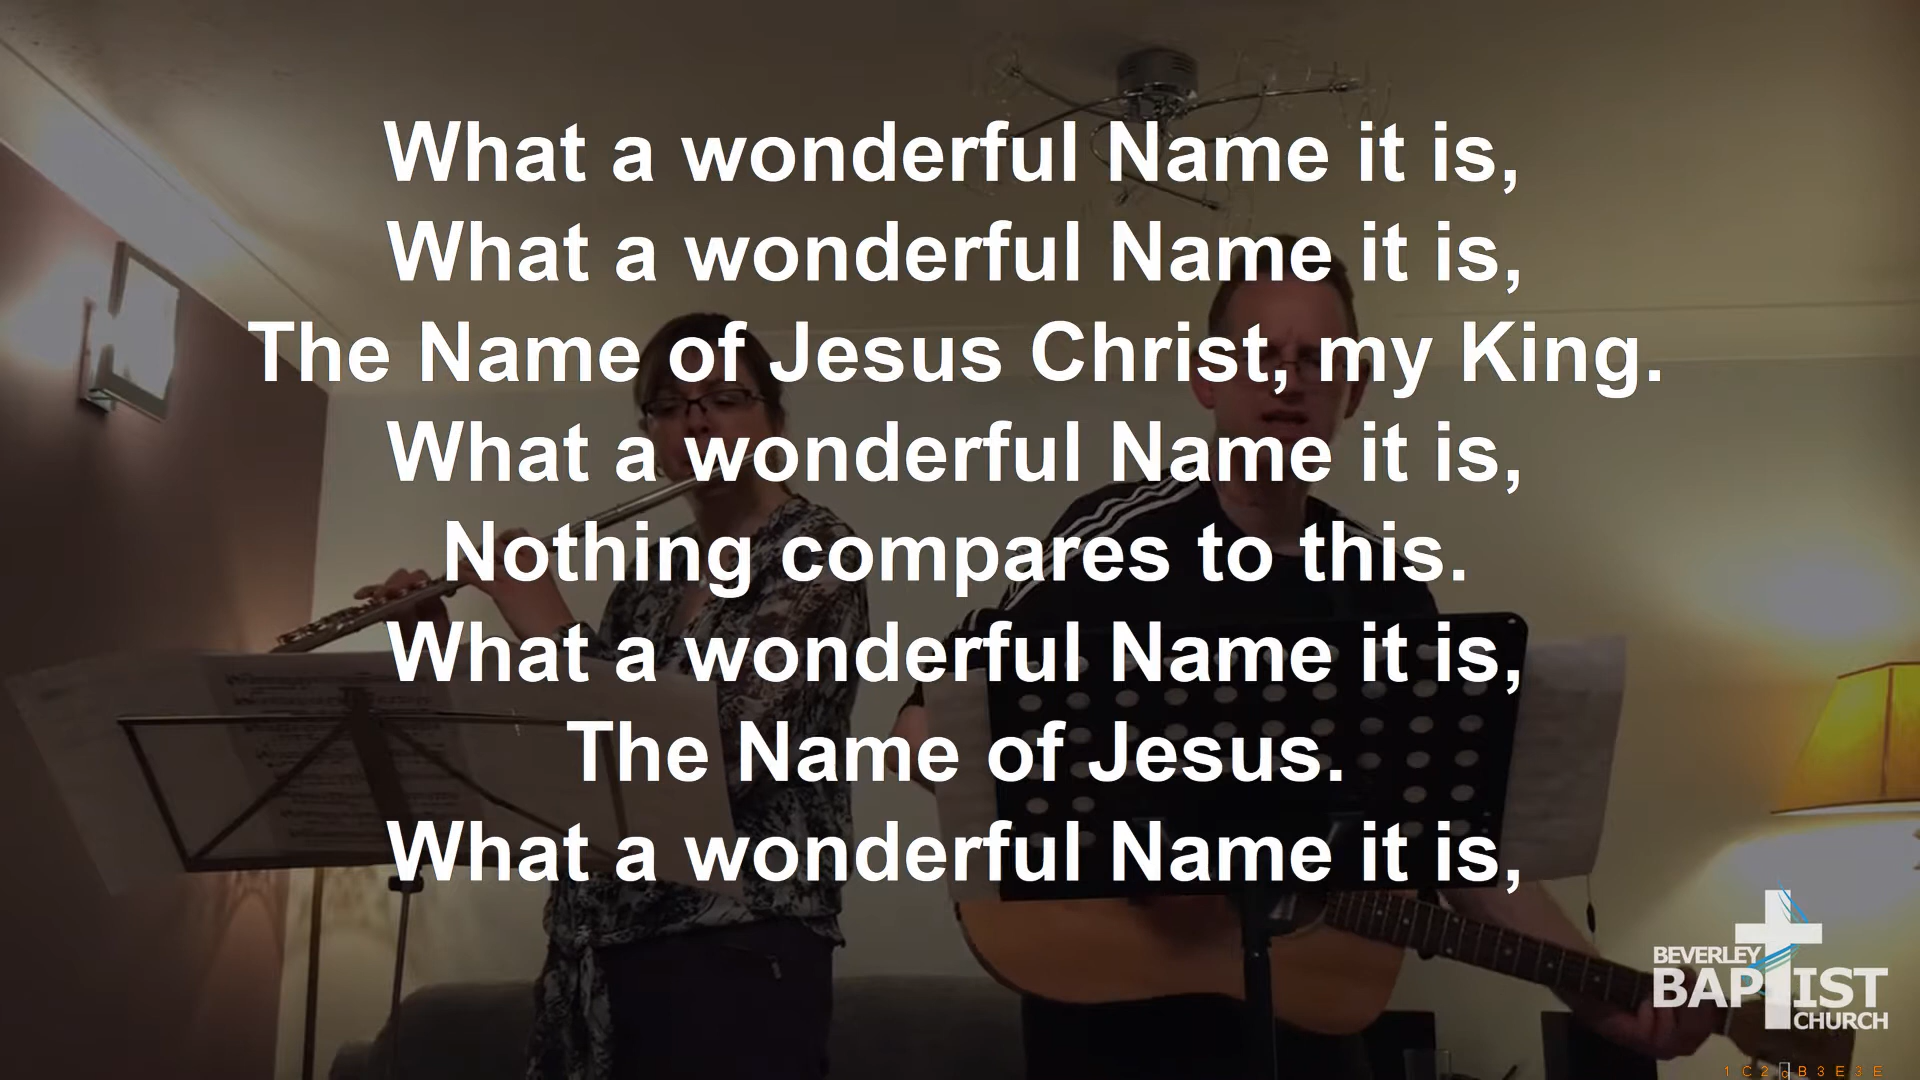 What a wonderful Name it is,
What a wonderful Name it is,
The Name of Jesus Christ, my King.
What a wonderful Name it is,
Nothing compares to this.
What a wonderful Name it is,
The Name of Jesus.
What a wonderful Name it is,
BEVERLEY
BAPTIST
CHURCH